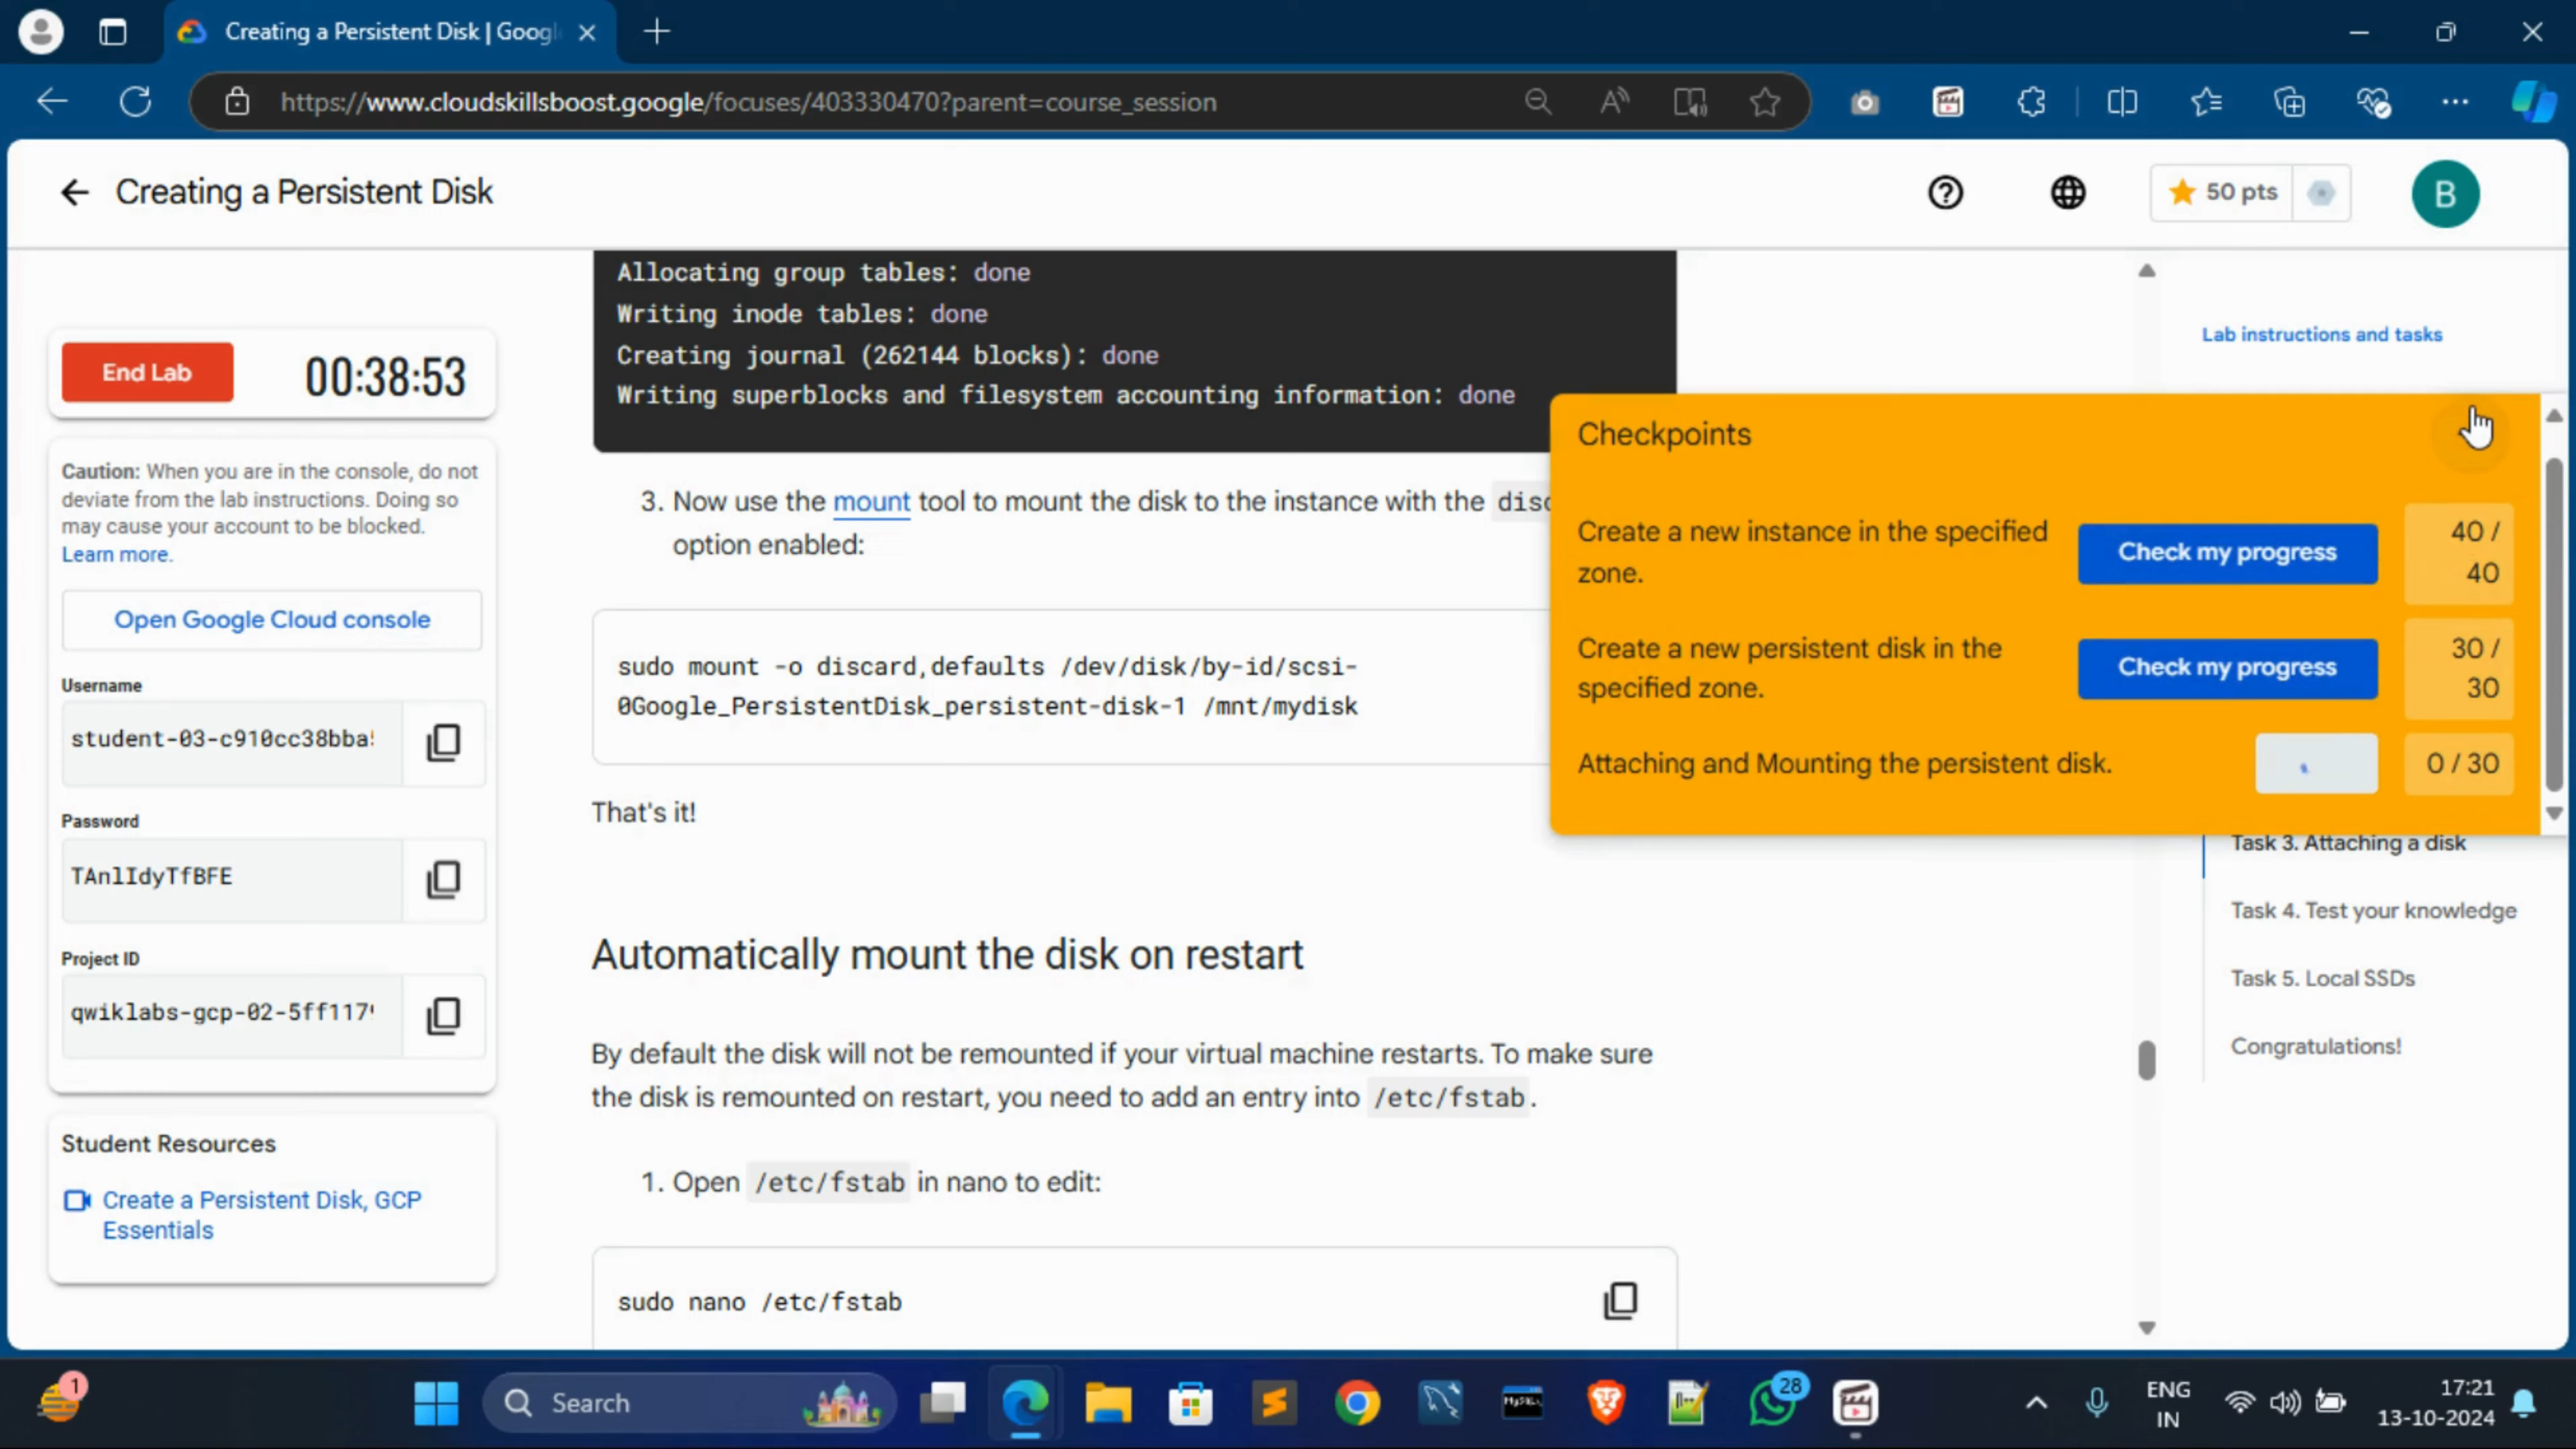 Creating a Persistent Disk | Googl
https://www.cloudskillsboost.google/focuses/403330470?parent=course_session
Creating a Persistent Disk
50 pts
B
End Lab
00:38:53
Caution: When you are in the console, do not
deviate from the lab instructions. Doing so
may cause your account to be blocked.
Learn more.
Open Google Cloud console
Username
student-03-c910cc38bba
Password
TAnlIdyTfBFE
Project ID
qwiklabs-gcp-02-5ff117
Student Resources
Create a Persistent Disk, GCP
Essentials
Allocating group tables: done
Writing inode tables: done
Creating journal (262144 blocks): done
Writing superblocks and filesystem accounting information: done
3. Now use the mount tool to mount the disk to the instance with the disc
option enabled:
sudo mount -o discard,defaults /dev/disk/by-id/scsi-
0Google_PersistentDisk_persistent-disk-1 /mnt/mydisk
That's it!
Automatically mount the disk on restart
By default the disk will not be remounted if your virtual machine restarts. To make sure
the disk is remounted on restart, you need to add an entry into /etc/fstab.
1. Open /etc/fstab in nano to edit:
sudo nano /etc/fstab
Lab instructions and tasks
Checkpoints
Create a new instance in the specified
zone.
Check my progress
40 /
40
Create a new persistent disk in the
specified zone.
Check my progress
30 /
30
Attaching and Mounting the persistent disk.
0 / 30
Task 3. Attaching a disk
Task 4. Test your knowledge
Task 5. Local SSDs
Congratulations!
1
Search
28
ENG
IN
17:21
13-10-2024